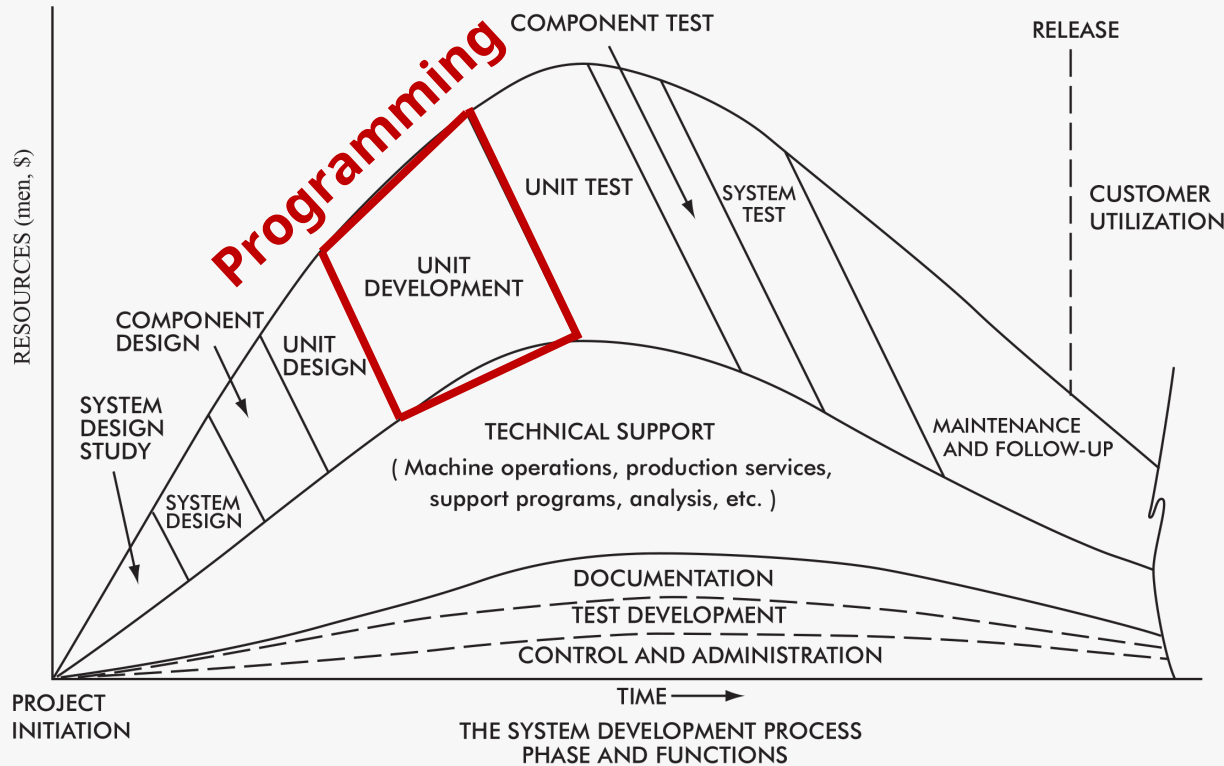 Programming
COMPONENT TEST
RELEASE
RESOURCES (men, $)
UNIT TEST
SYSTEM
TEST
CUSTOMER
UTILIZATION
UNIT
DEVELOPMENT
COMPONENT
DESIGN
UNIT
DESIGN
SYSTEM
DESIGN
STUDY
SYSTEM
DESIGN
TECHNICAL SUPPORT
( Machine operations, production services,
support programs, analysis, etc. )
MAINTENANCE
AND FOLLOW-UP
DOCUMENTATION
TEST DEVELOPMENT
CONTROL AND ADMINISTRATION
PROJECT
INITIATION
TIME
THE SYSTEM DEVELOPMENT PROCESS
PHASE AND FUNCTIONS